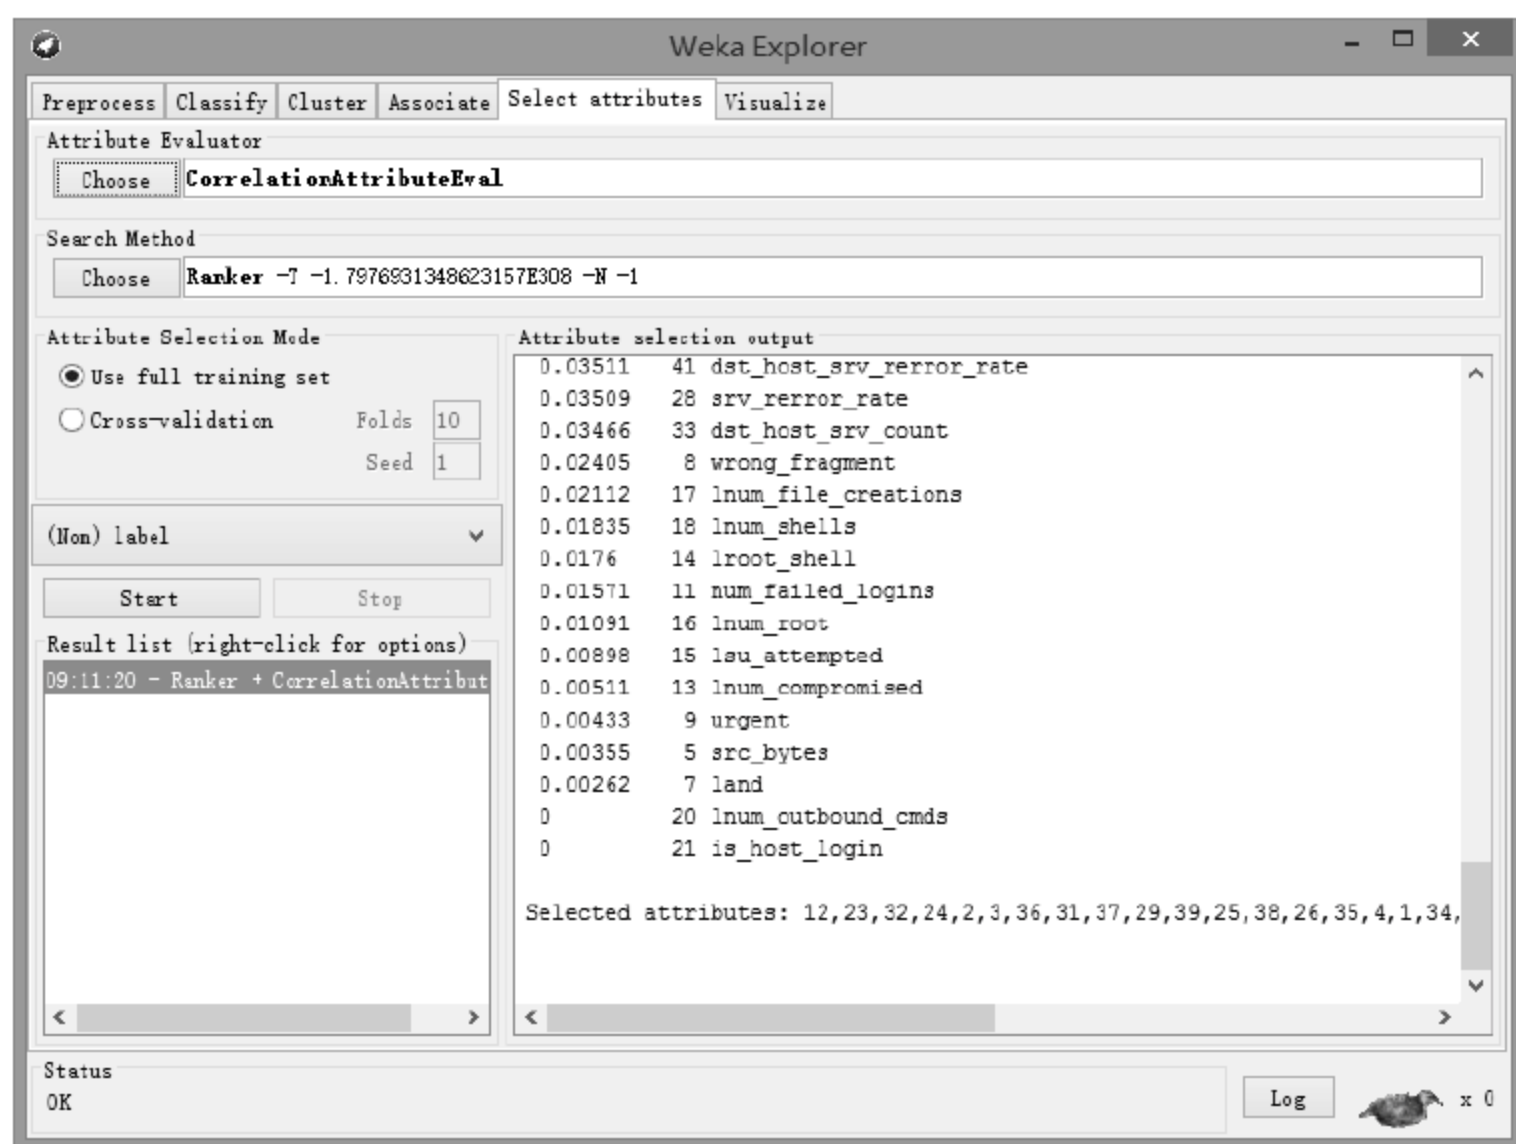 Weka Explorer
Preprocess Classify Cluster Associate Select attributes Visualize
Attribute Evaluator
Choose CorrelationAttributeEval
Search Method
Choose Ranker -T -1.7976931348623157E308 -N -1
Attribute Selection Mode
Use full training set
Cross-validation Folds 10
Seed 1
(Nom) label
Start Stop
Result list (right-click for options)
09:11:20 - Ranker + CorrelationAttribut
Attribute selection output
0.03511 41 dst_host_srv_rerror_rate
0.03509 28 srv_rerror_rate
0.03466 33 dst_host_srv_count
0.02405 8 wrong_fragment
0.02112 17 lnum_file_creations
0.01835 18 lnum_shells
0.0176 14 lroot_shell
0.01571 11 num_failed_logins
0.01091 16 lnum_root
0.00898 15 lsu_attempted
0.00511 13 lnum_compromised
0.00433 9 urgent
0.00355 5 src_bytes
0.00262 7 land
0 20 lnum_outbound_cmds
0 21 is_host_login
Selected attributes: 12,23,32,24,2,3,36,31,37,29,39,25,38,26,35,4,1,34,
Status
OK
Log x 0